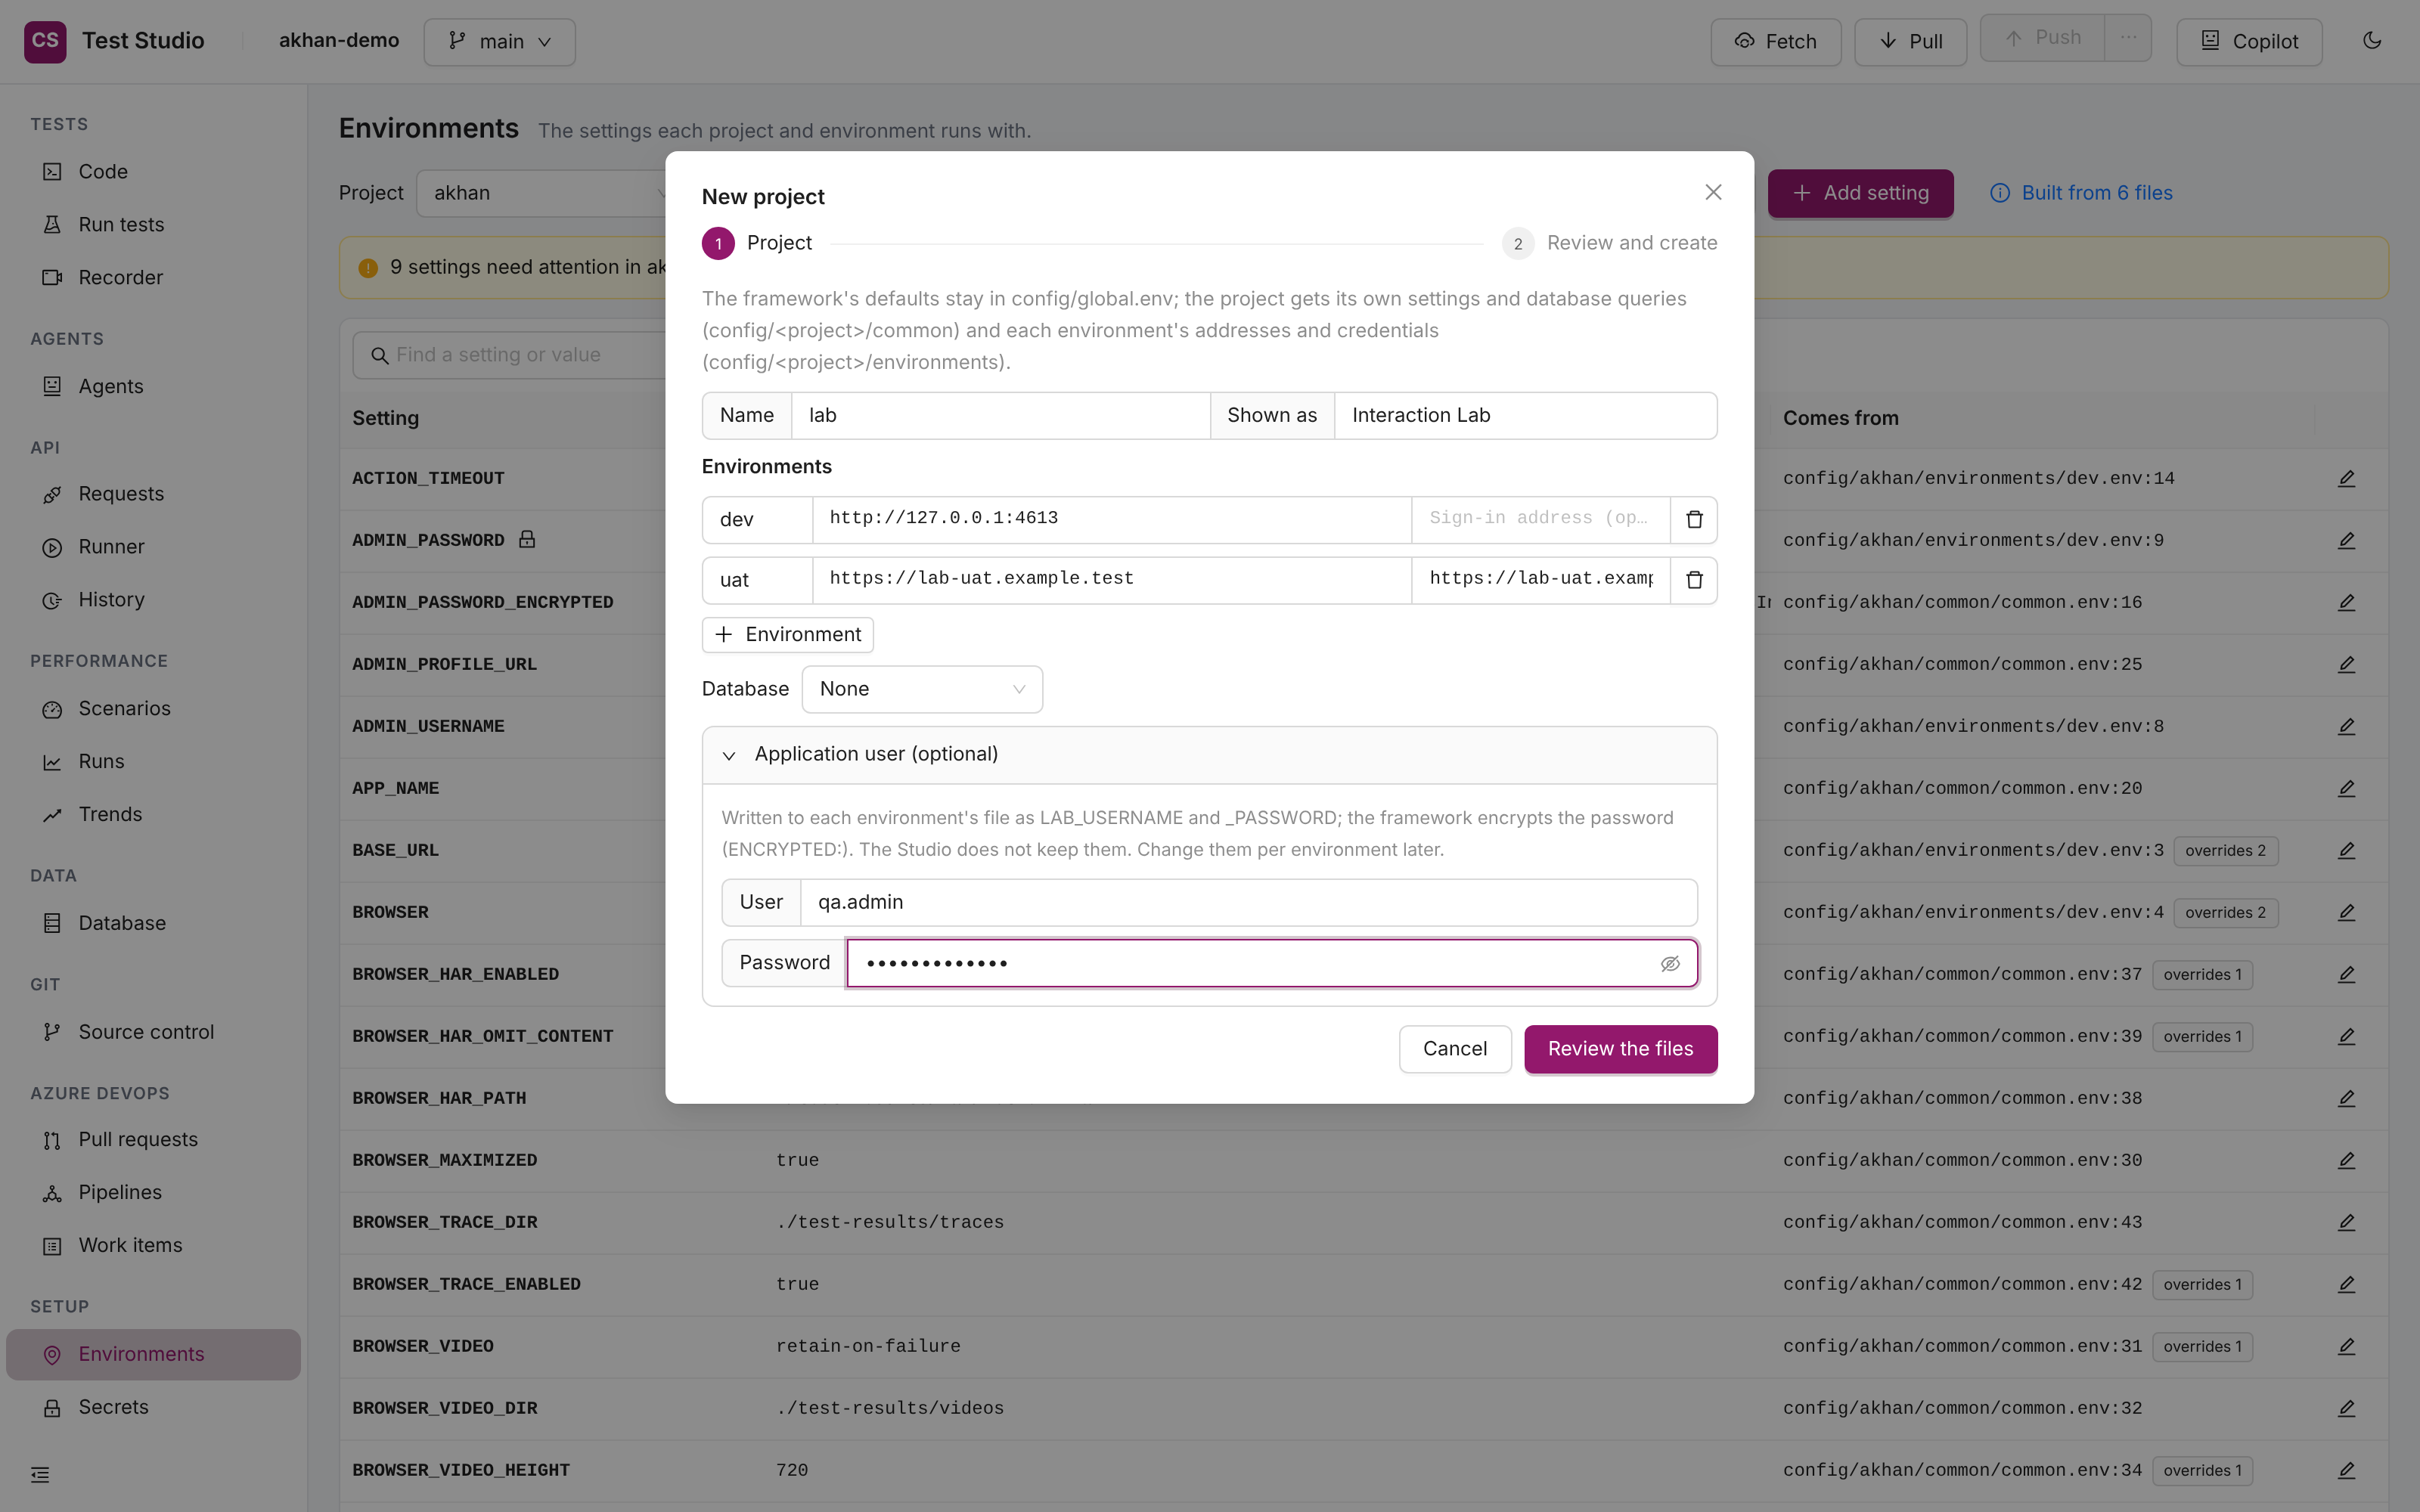 CS Test Studio akhan-demo main Fetch Pull Push ··· Copilot
TESTS
Code
Run tests
Recorder
AGENTS
Agents
API
Requests
Runner
History
PERFORMANCE
Scenarios
Runs
Trends
DATA
Database
GIT
Source control
AZURE DEVOPS
Pull requests
Pipelines
Work items
SETUP
Environments
Secrets
Environments The settings each project and environment runs with.
Project akhan + Add setting Built from 6 files
9 settings need attention in
Find a setting or value
Setting Comes from
ACTION_TIMEOUT config/akhan/environments/dev.env:14
ADMIN_PASSWORD config/akhan/environments/dev.env:9
ADMIN_PASSWORD_ENCRYPTED config/akhan/common/common.env:16
ADMIN_PROFILE_URL config/akhan/common/common.env:25
ADMIN_USERNAME config/akhan/environments/dev.env:8
APP_NAME config/akhan/common/common.env:20
BASE_URL config/akhan/environments/dev.env:3 overrides 2
BROWSER config/akhan/environments/dev.env:4 overrides 2
BROWSER_HAR_ENABLED config/akhan/common/common.env:37 overrides 1
BROWSER_HAR_OMIT_CONTENT config/akhan/common/common.env:39 overrides 1
BROWSER_HAR_PATH config/akhan/common/common.env:38
BROWSER_MAXIMIZED true config/akhan/common/common.env:30
BROWSER_TRACE_DIR ./test-results/traces config/akhan/common/common.env:43
BROWSER_TRACE_ENABLED true config/akhan/common/common.env:42 overrides 1
BROWSER_VIDEO retain-on-failure config/akhan/common/common.env:31 overrides 1
BROWSER_VIDEO_DIR ./test-results/videos config/akhan/common/common.env:32
BROWSER_VIDEO_HEIGHT 720 config/akhan/common/common.env:34 overrides 1
New project
1 Project 2 Review and create
The framework's defaults stay in config/global.env; the project gets its own settings and database queries
(config/<project>/common) and each environment's addresses and credentials
(config/<project>/environments).
Name lab Shown as Interaction Lab
Environments
dev http://127.0.0.1:4613 Sign-in address (op...
uat https://lab-uat.example.test https://lab-uat.examp
+ Environment
Database None
Application user (optional)
Written to each environment's file as LAB_USERNAME and _PASSWORD; the framework encrypts the password
(ENCRYPTED:). The Studio does not keep them. Change them per environment later.
User qa.admin
Password •••••••••••••
Cancel Review the files